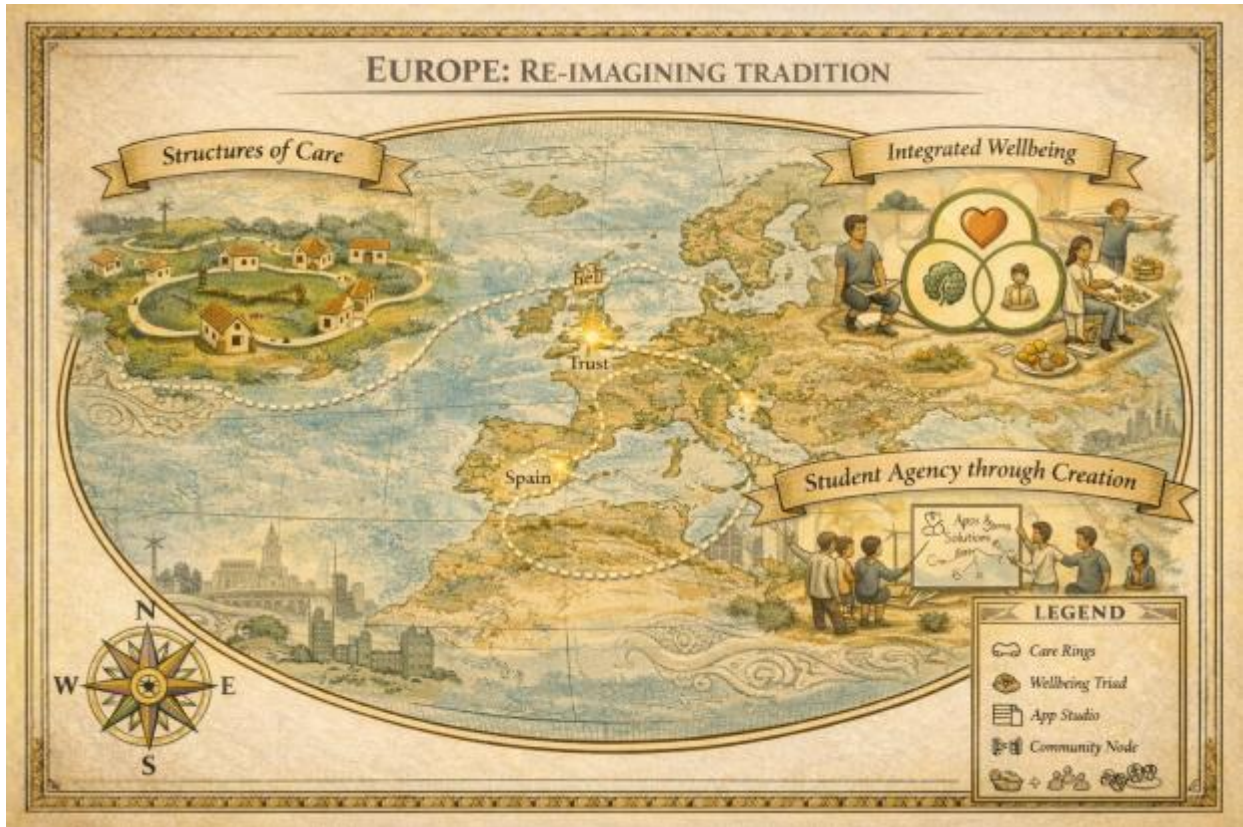 EUROPE: RE-IMAGINING TRADITION
Structures of Care
Integrated Wellbeing
Trust
Spain
Student Agency through Creation
Apos &
Solutions
N
W
E
S
LEGEND
Care Rings
Wellbeing Triad
App Studio
Community Node